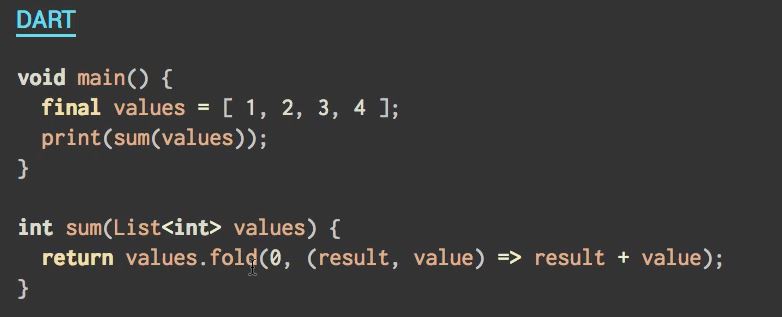 DART
void main() {
  final values = [ 1, 2, 3, 4 ];
  print(sum(values));
}
int sum(List<int> values) {
  return values.fold(0, (result, value) => result + value);
}